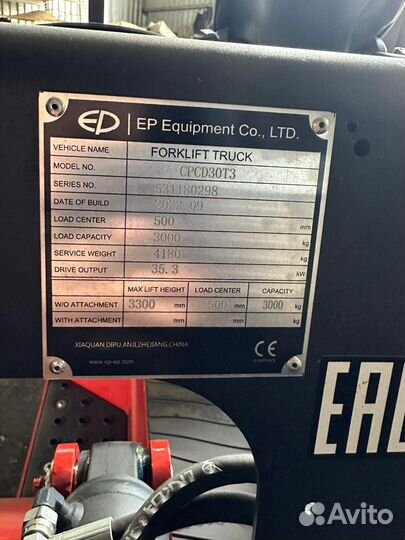 EP | EP Equipment Co., LTD.
VEHICLE NAME FORKLIFT TRUCK
MODEL NO. CPCD30T3
SERIES NO. 531180298
DATE OF BUILD 2022-09
LOAD CENTER 500 mm
LOAD CAPACITY 3000 kg
SERVICE WEIGHT 4180 kg
DRIVE OUTPUT 35.3 kW
MAX LIFT HEIGHT LOAD CENTER CAPACITY
W/O ATTACHMENT 3300 mm 500 mm 3000 kg
WITH ATTACHMENT mm mm kg
XIAQUAN,DIPU,ANJI,ZHEJIANG,CHINA
www.ep-ep.com CE
EAC
Avito